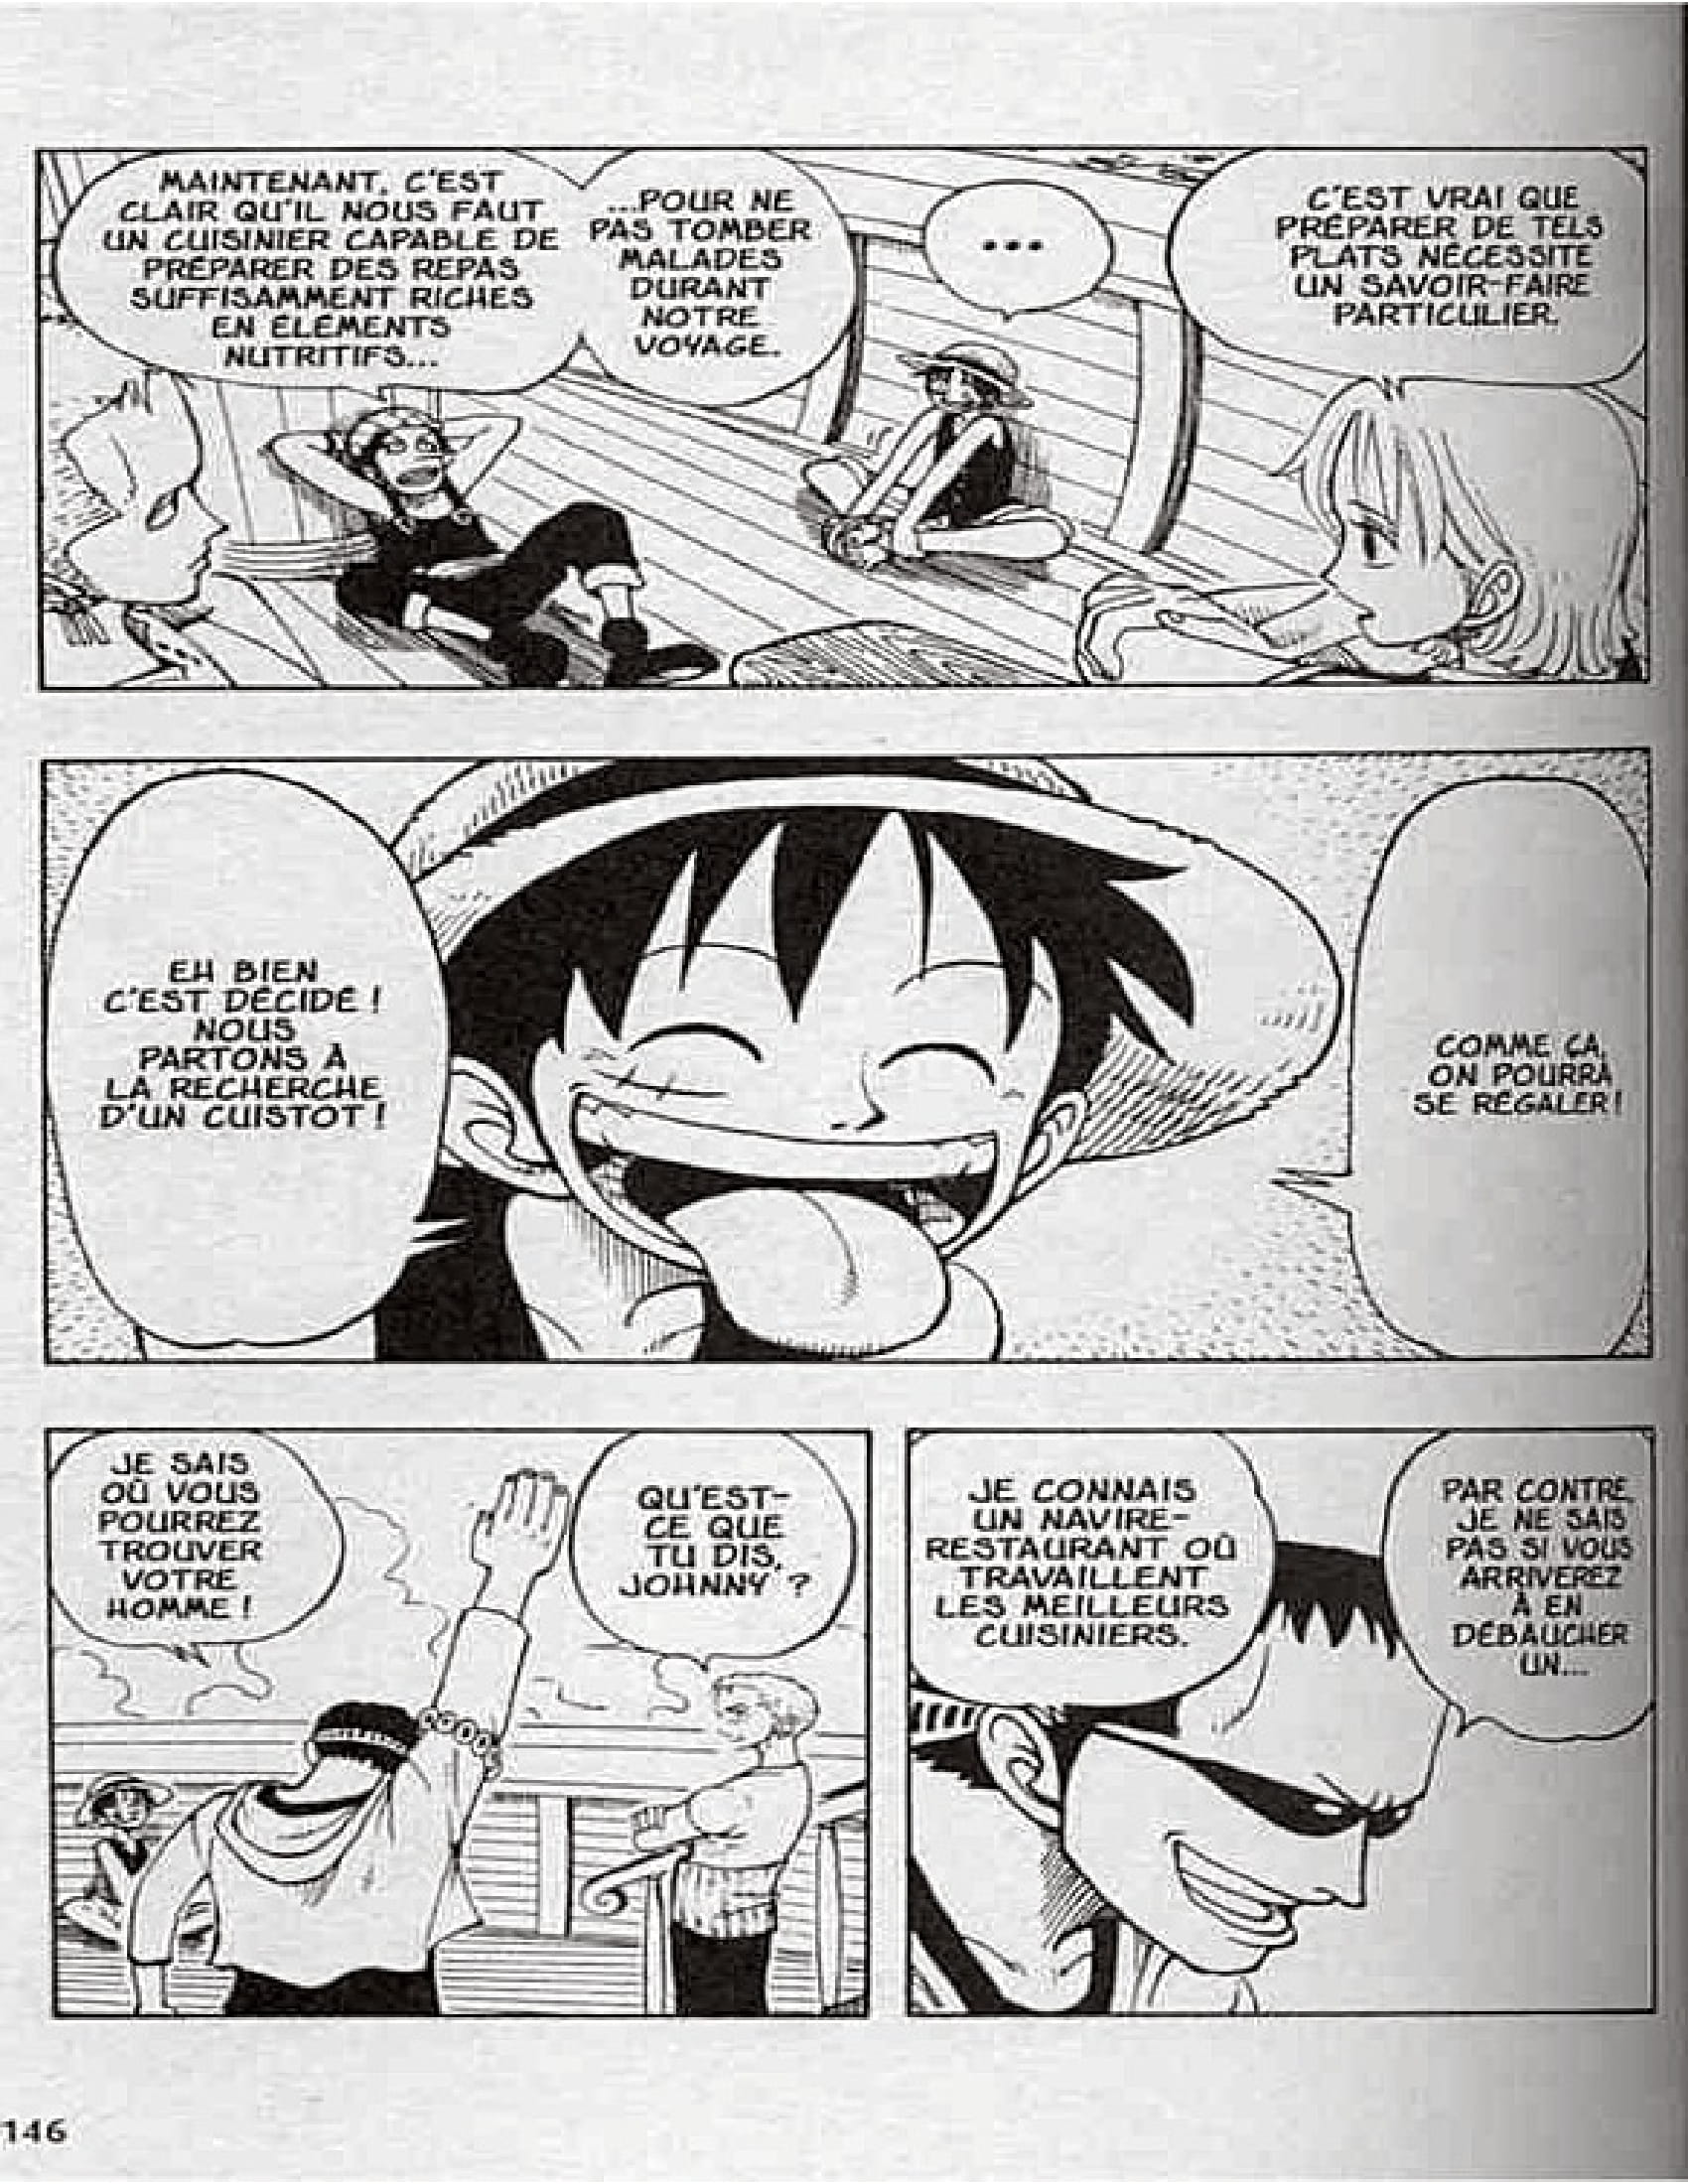 MAINTENANT, C'EST
CLAIR QU'IL NOUS FAUT
UN CUISINIER CAPABLE DE
PRÉPARER DES REPAS
SUFFISAMMENT RICHES
EN ÉLÉMENTS
NUTRITIFS...
...POUR NE
PAS TOMBER
MALADES
DURANT
NOTRE
VOYAGE.
...
C'EST VRAI QUE
PRÉPARER DE TELS
PLATS NÉCESSITE
UN SAVOIR-FAIRE
PARTICULIER.
EH BIEN
C'EST DÉCIDÉ !
NOUS
PARTONS À
LA RECHERCHE
D'UN CUISTOT !
COMME ÇA,
ON POURRA
SE RÉGALER !
JE SAIS
OÙ VOUS
POURREZ
TROUVER
VOTRE
HOMME !
QU'EST-
CE QUE
TU DIS,
JOHNNY ?
JE CONNAIS
UN NAVIRE-
RESTAURANT OÙ
TRAVAILLENT
LES MEILLEURS
CUISINIERS.
PAR CONTRE,
JE NE SAIS
PAS SI VOUS
ARRIVEREZ
À EN
DÉBAUCHER
UN...
146